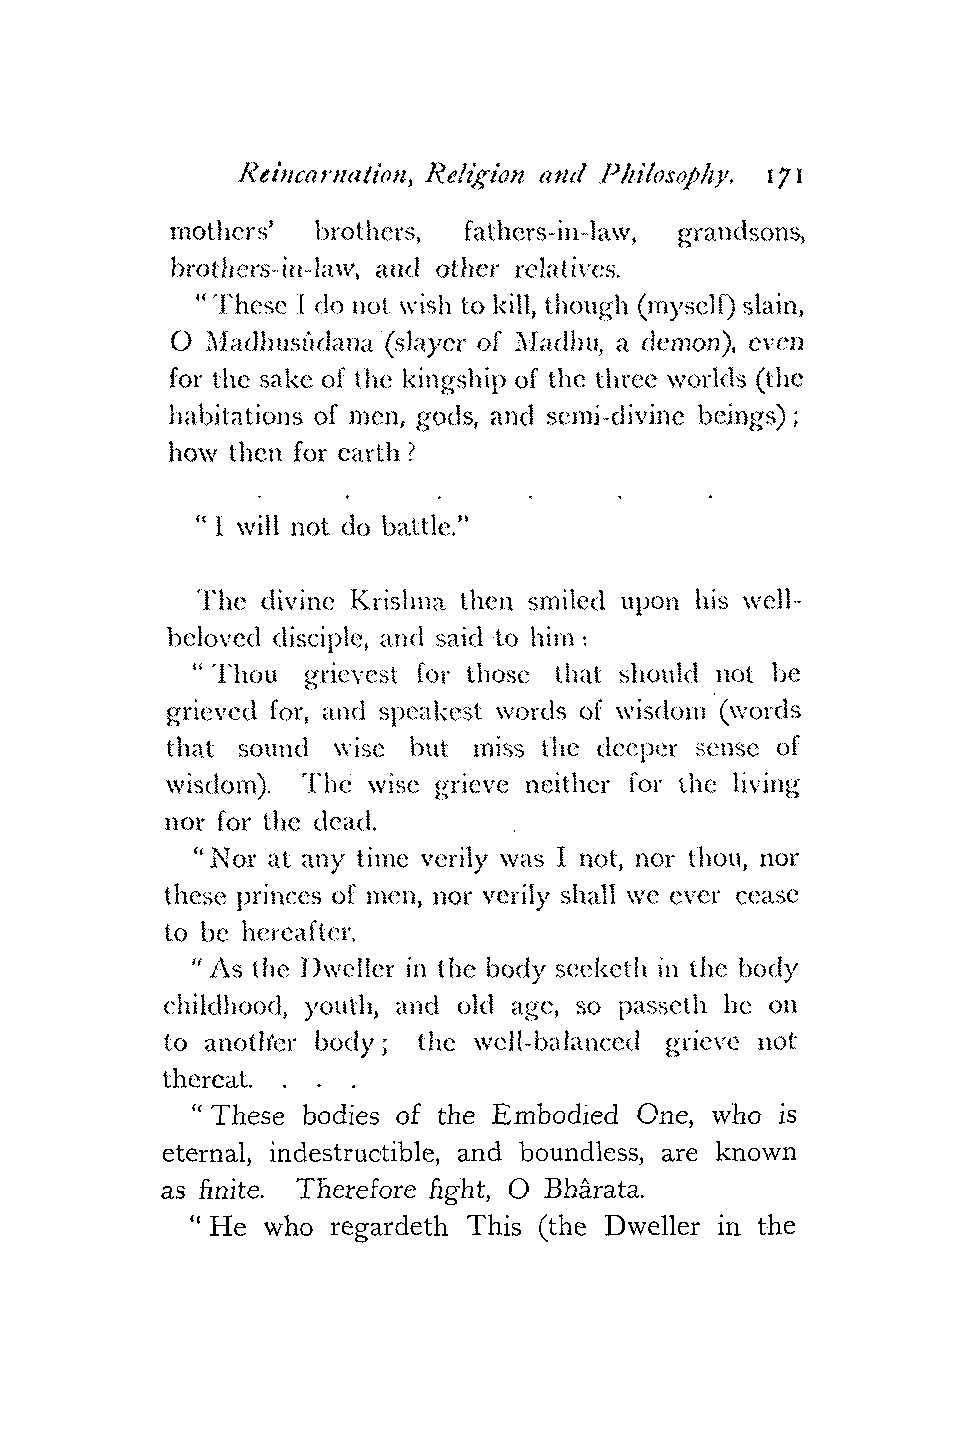 Reincarnation, Religion and Philosophy. 171
mothers' brothers, fathers-in-law, grandsons,
brothers-in-law, and other relatives.
" These I do not wish to kill, though (myself) slain,
O Madhusûdana (slayer of Madhu, a demon), even
for the sake of the kingship of the three worlds (the
habitations of men, gods, and semi-divine beings) ;
how then for earth ?
. . . . . .
" I will not do battle."
The divine Krishna then smiled upon his well-
beloved disciple, and said to him :
" Thou grievest for those that should not be
grieved for, and speakest words of wisdom (words
that sound wise but miss the deeper sense of
wisdom). The wise grieve neither for the living
nor for the dead.
" Nor at any time verily was I not, nor thou, nor
these princes of men, nor verily shall we ever cease
to be hereafter.
" As the Dweller in the body seeketh in the body
childhood, youth, and old age, so passeth he on
to another body ; the well-balanced grieve not
thereat. . . .
" These bodies of the Embodied One, who is
eternal, indestructible, and boundless, are known
as finite. Therefore fight, O Bhârata.
" He who regardeth This (the Dweller in the